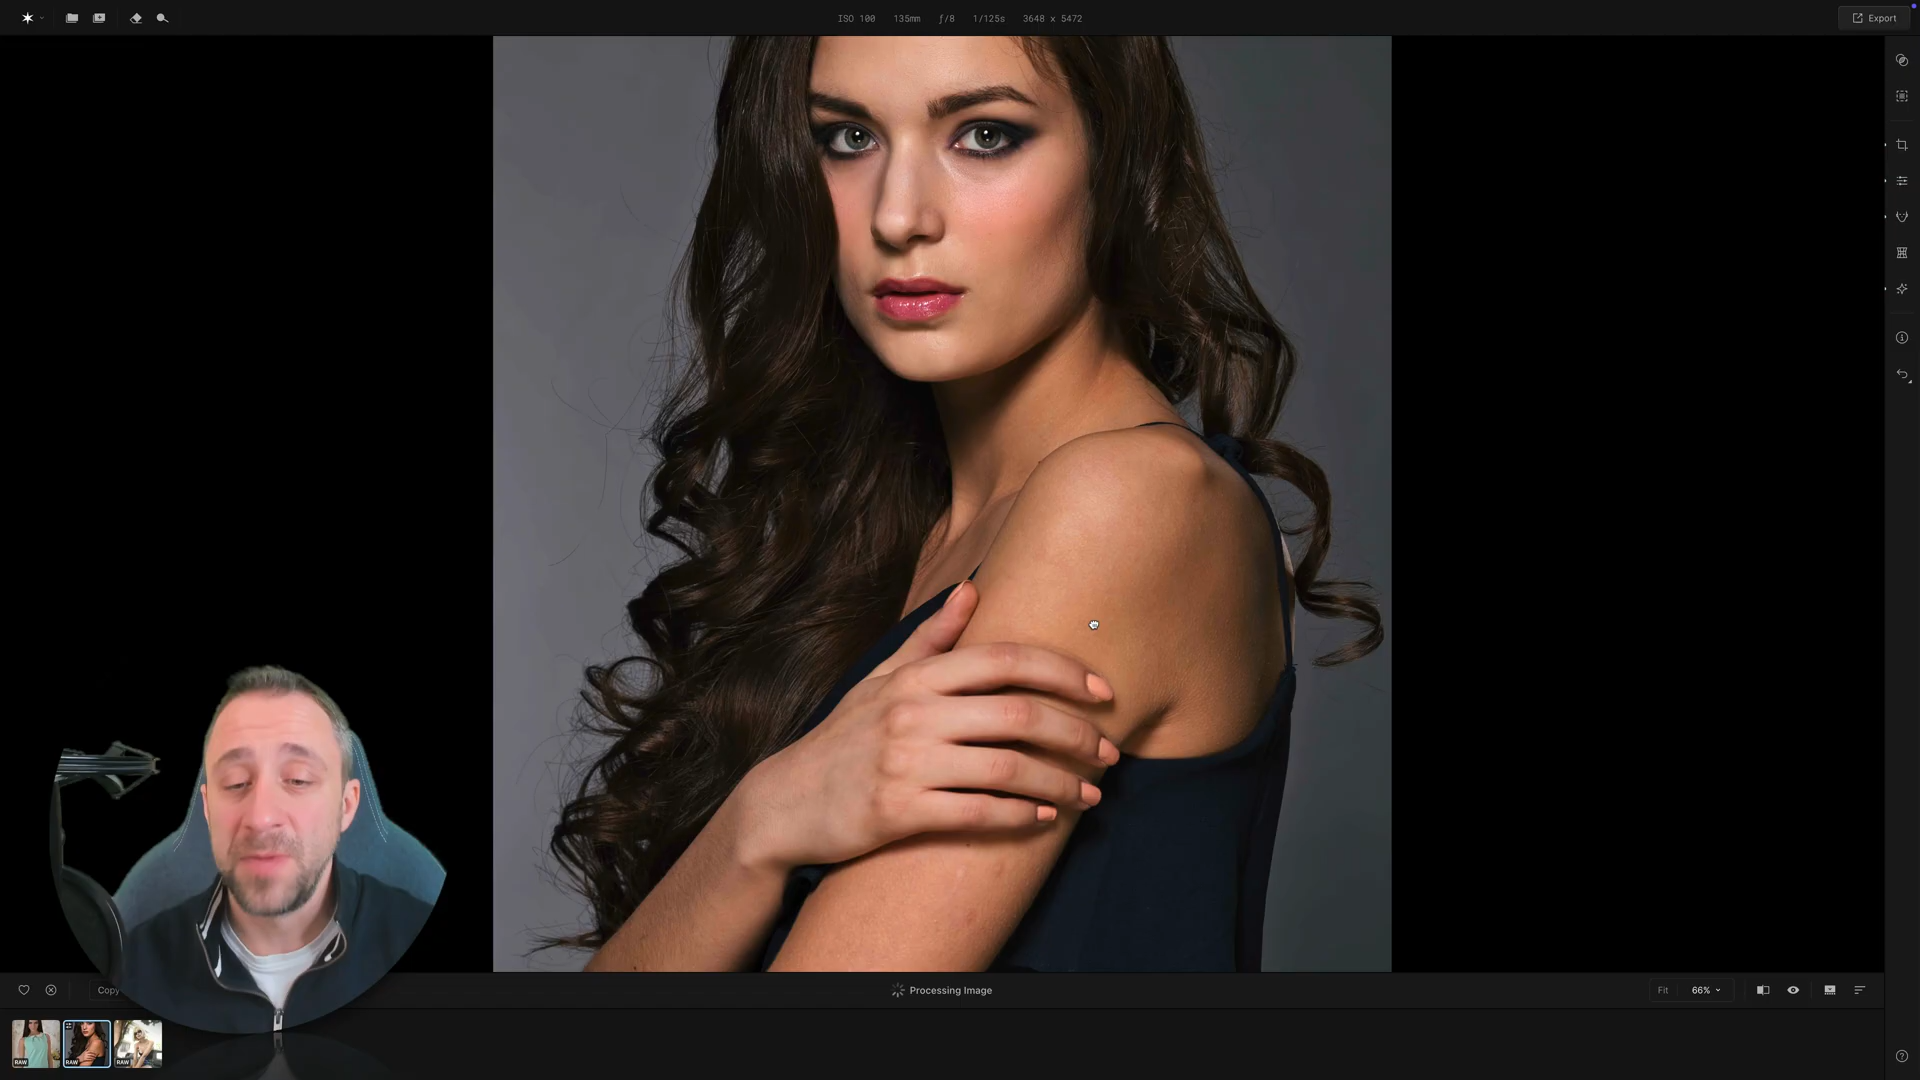 ISO 100 135mm ƒ/8 1/125s 3648 x 5472
Export
Copy
Processing Image
Fit 66%
RAW RAW RAW